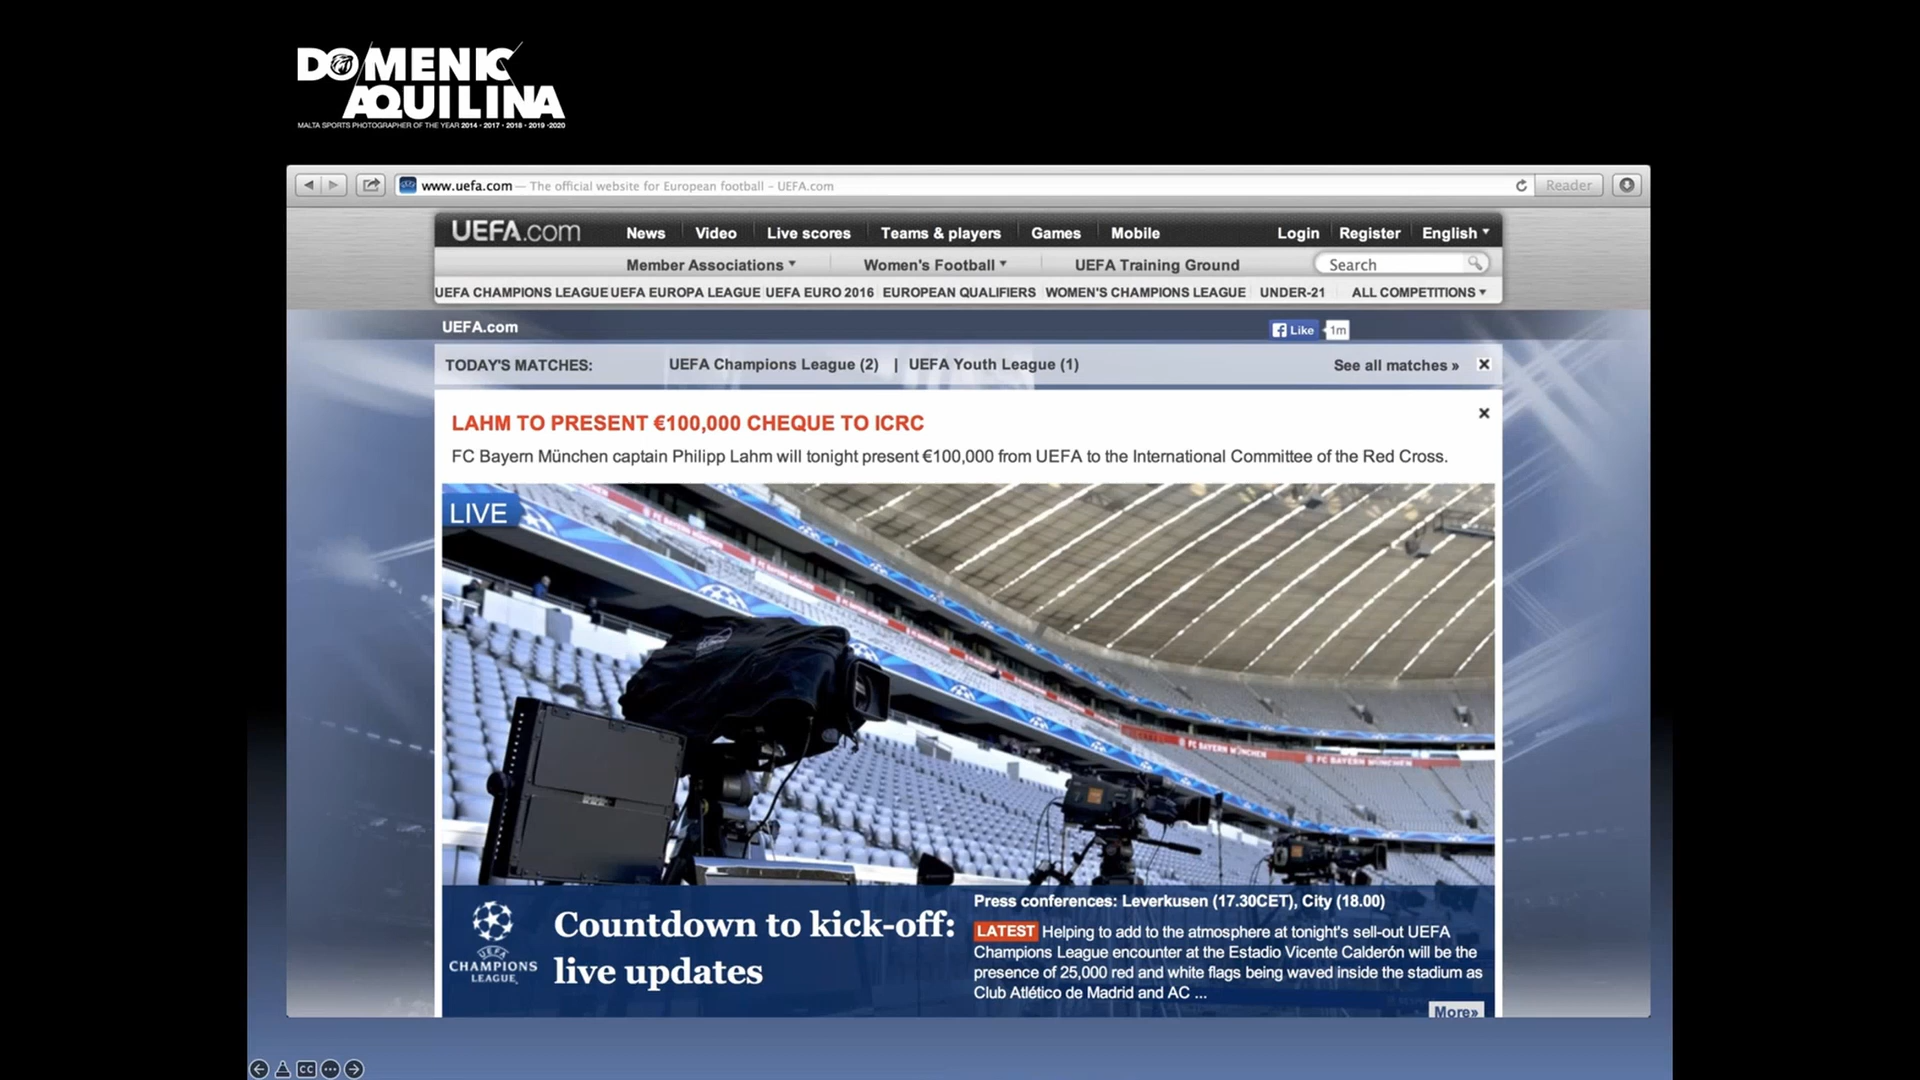 DOMENIC
AQUILINA
MALTA SPORTS PHOTOGRAPHER OF THE YEAR 2014 • 2017 • 2018 • 2019 •2020
www.uefa.com — The official website for European football – UEFA.com
Reader
UEFA.com
News
Video
Live scores
Teams & players
Games
Mobile
Login
Register
English
Member Associations
Women's Football
UEFA Training Ground
Search
UEFA CHAMPIONS LEAGUE
UEFA EUROPA LEAGUE
UEFA EURO 2016
EUROPEAN QUALIFIERS
WOMEN'S CHAMPIONS LEAGUE
UNDER-21
ALL COMPETITIONS
UEFA.com
Like
1m
TODAY'S MATCHES:
UEFA Champions League (2) | UEFA Youth League (1)
See all matches »
LAHM TO PRESENT €100,000 CHEQUE TO ICRC
FC Bayern München captain Philipp Lahm will tonight present €100,000 from UEFA to the International Committee of the Red Cross.
LIVE
FC BAYERN MÜNCHEN
FC BAYERN MÜNCHEN
UEFA
CHAMPIONS
LEAGUE
Countdown to kick-off:
live updates
Press conferences: Leverkusen (17.30CET), City (18.00)
LATEST Helping to add to the atmosphere at tonight's sell-out UEFA
Champions League encounter at the Estadio Vicente Calderón will be the
presence of 25,000 red and white flags being waved inside the stadium as
Club Atlético de Madrid and AC ...
More»
CC